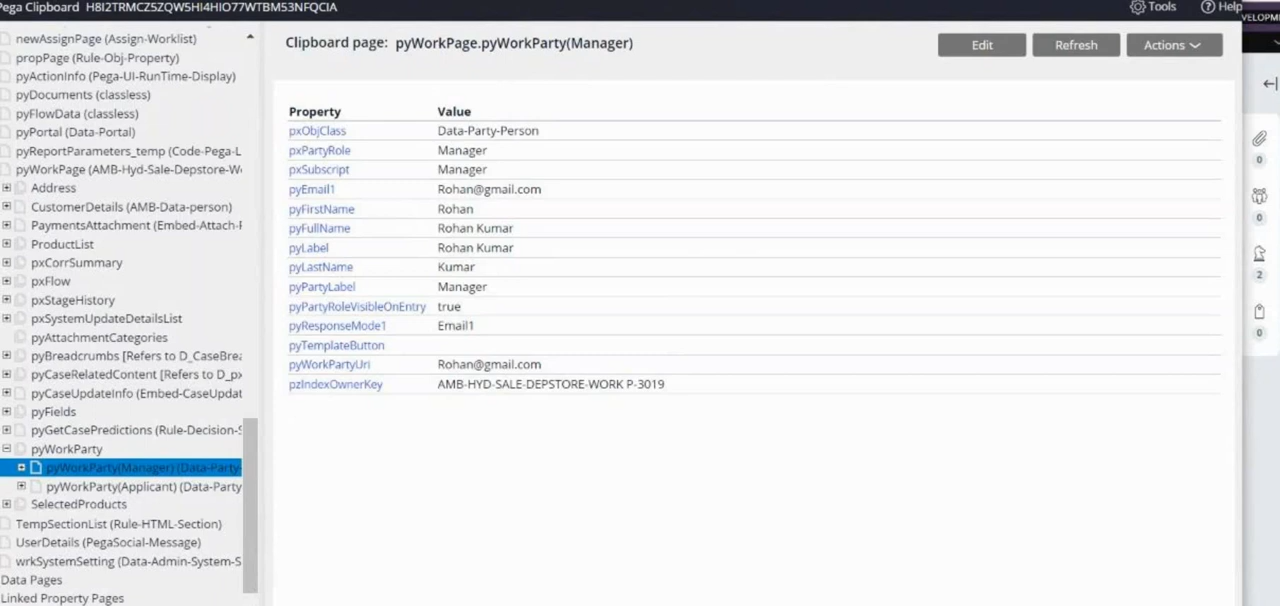 Pega Clipboard H8I2TRMCZ5ZQW5HI4HIO77WTBM53NFQCIA
Tools
Help
VELOPM
newAssignPage (Assign-Worklist)
propPage (Rule-Obj-Property)
pyActionInfo (Pega-UI-RunTime-Display)
pyDocuments (classless)
pyFlowData (classless)
pyPortal (Data-Portal)
pyReportParameters_temp (Code-Pega-L
pyWorkPage (AMB-Hyd-Sale-Depstore-W
Address
CustomerDetails (AMB-Data-person)
PaymentsAttachment (Embed-Attach-F
ProductList
pxCorrSummary
pxFlow
pxStageHistory
pxSystemUpdateDetailsList
pyAttachmentCategories
pyBreadcrumbs [Refers to D_CaseBrea
pyCaseRelatedContent [Refers to D_px
pyCaseUpdateInfo (Embed-CaseUpdat
pyFields
pyGetCasePredictions (Rule-Decision-S
pyWorkParty
pyWorkParty(Manager) (Data-Party-
pyWorkParty(Applicant) (Data-Party
SelectedProducts
TempSectionList (Rule-HTML-Section)
UserDetails (PegaSocial-Message)
wrkSystemSetting (Data-Admin-System-S
Data Pages
Linked Property Pages
Clipboard page: pyWorkPage.pyWorkParty(Manager)
Edit
Refresh
Actions
Property Value
pxObjClass Data-Party-Person
pxPartyRole Manager
pxSubscript Manager
pyEmail1 Rohan@gmail.com
pyFirstName Rohan
pyFullName Rohan Kumar
pyLabel Rohan Kumar
pyLastName Kumar
pyPartyLabel Manager
pyPartyRoleVisibleOnEntry true
pyResponseMode1 Email1
pyTemplateButton
pyWorkPartyUri Rohan@gmail.com
pzIndexOwnerKey AMB-HYD-SALE-DEPSTORE-WORK P-3019
0
0
2
0